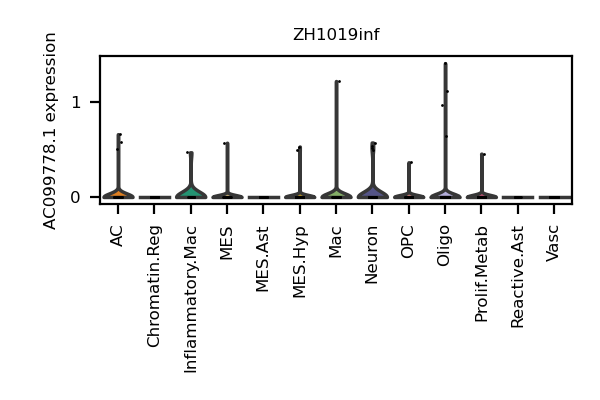 ZH1019inf
AC099778.1 expression
1
0
AC
Chromatin.Reg
Inflammatory.Mac
MES
MES.Ast
MES.Hyp
Mac
Neuron
OPC
Oligo
Prolif.Metab
Reactive.Ast
Vasc